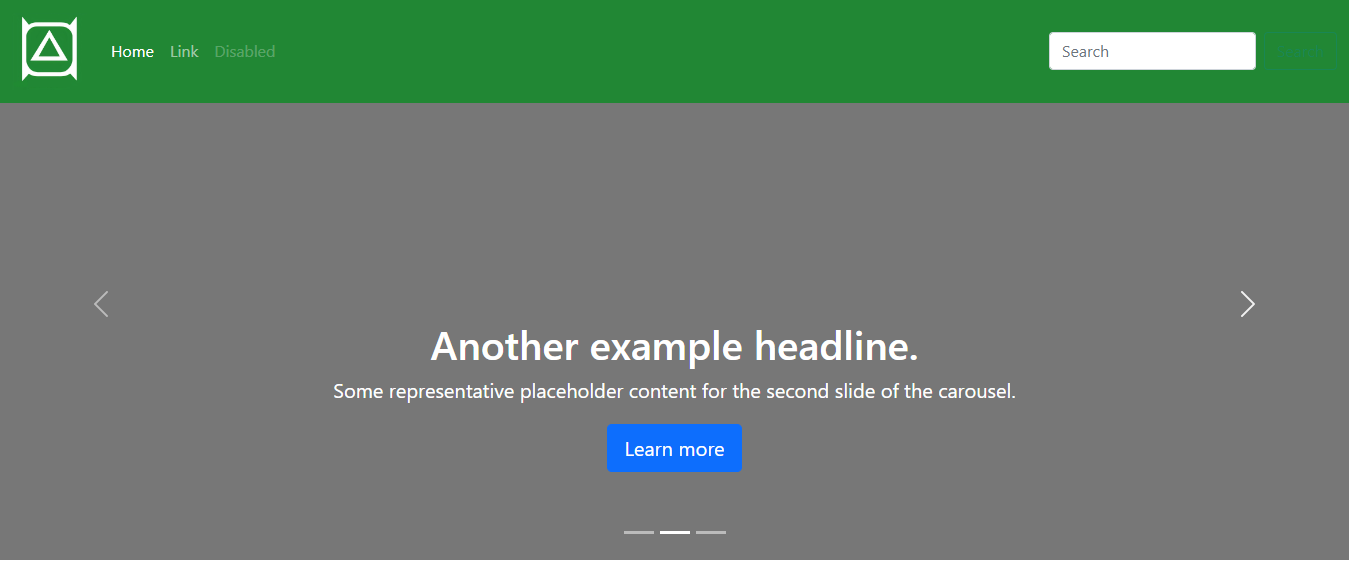 Home Link Disabled
Search
Another example headline.
Some representative placeholder content for the second slide of the carousel.
Learn more